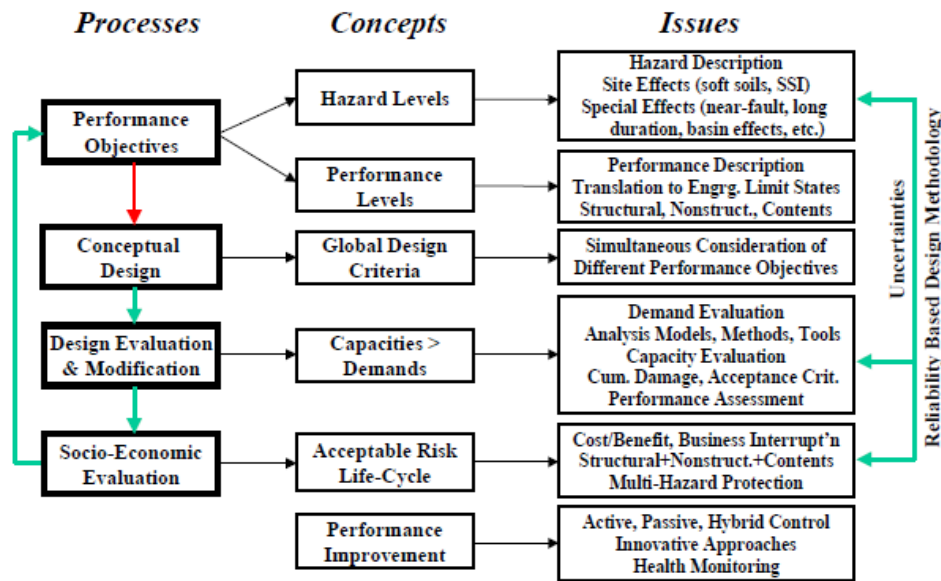 Processes
Concepts
Issues
Performance
Objectives
Hazard Levels
Hazard Description
Site Effects (soft soils, SSI)
Special Effects (near-fault, long
duration, basin effects, etc.)
Performance
Levels
Performance Description
Translation to Engrg. Limit States
Structural, Nonstruct., Contents
Conceptual
Design
Global Design
Criteria
Simultaneous Consideration of
Different Performance Objectives
Design Evaluation
& Modification
Capacities >
Demands
Demand Evaluation
Analysis Models, Methods, Tools
Capacity Evaluation
Cum. Damage, Acceptance Crit.
Performance Assessment
Socio-Economic
Evaluation
Acceptable Risk
Life-Cycle
Cost/Benefit, Business Interrupt'n
Structural+Nonstruct.+Contents
Multi-Hazard Protection
Performance
Improvement
Active, Passive, Hybrid Control
Innovative Approaches
Health Monitoring
Uncertainties
Reliability Based Design Methodology